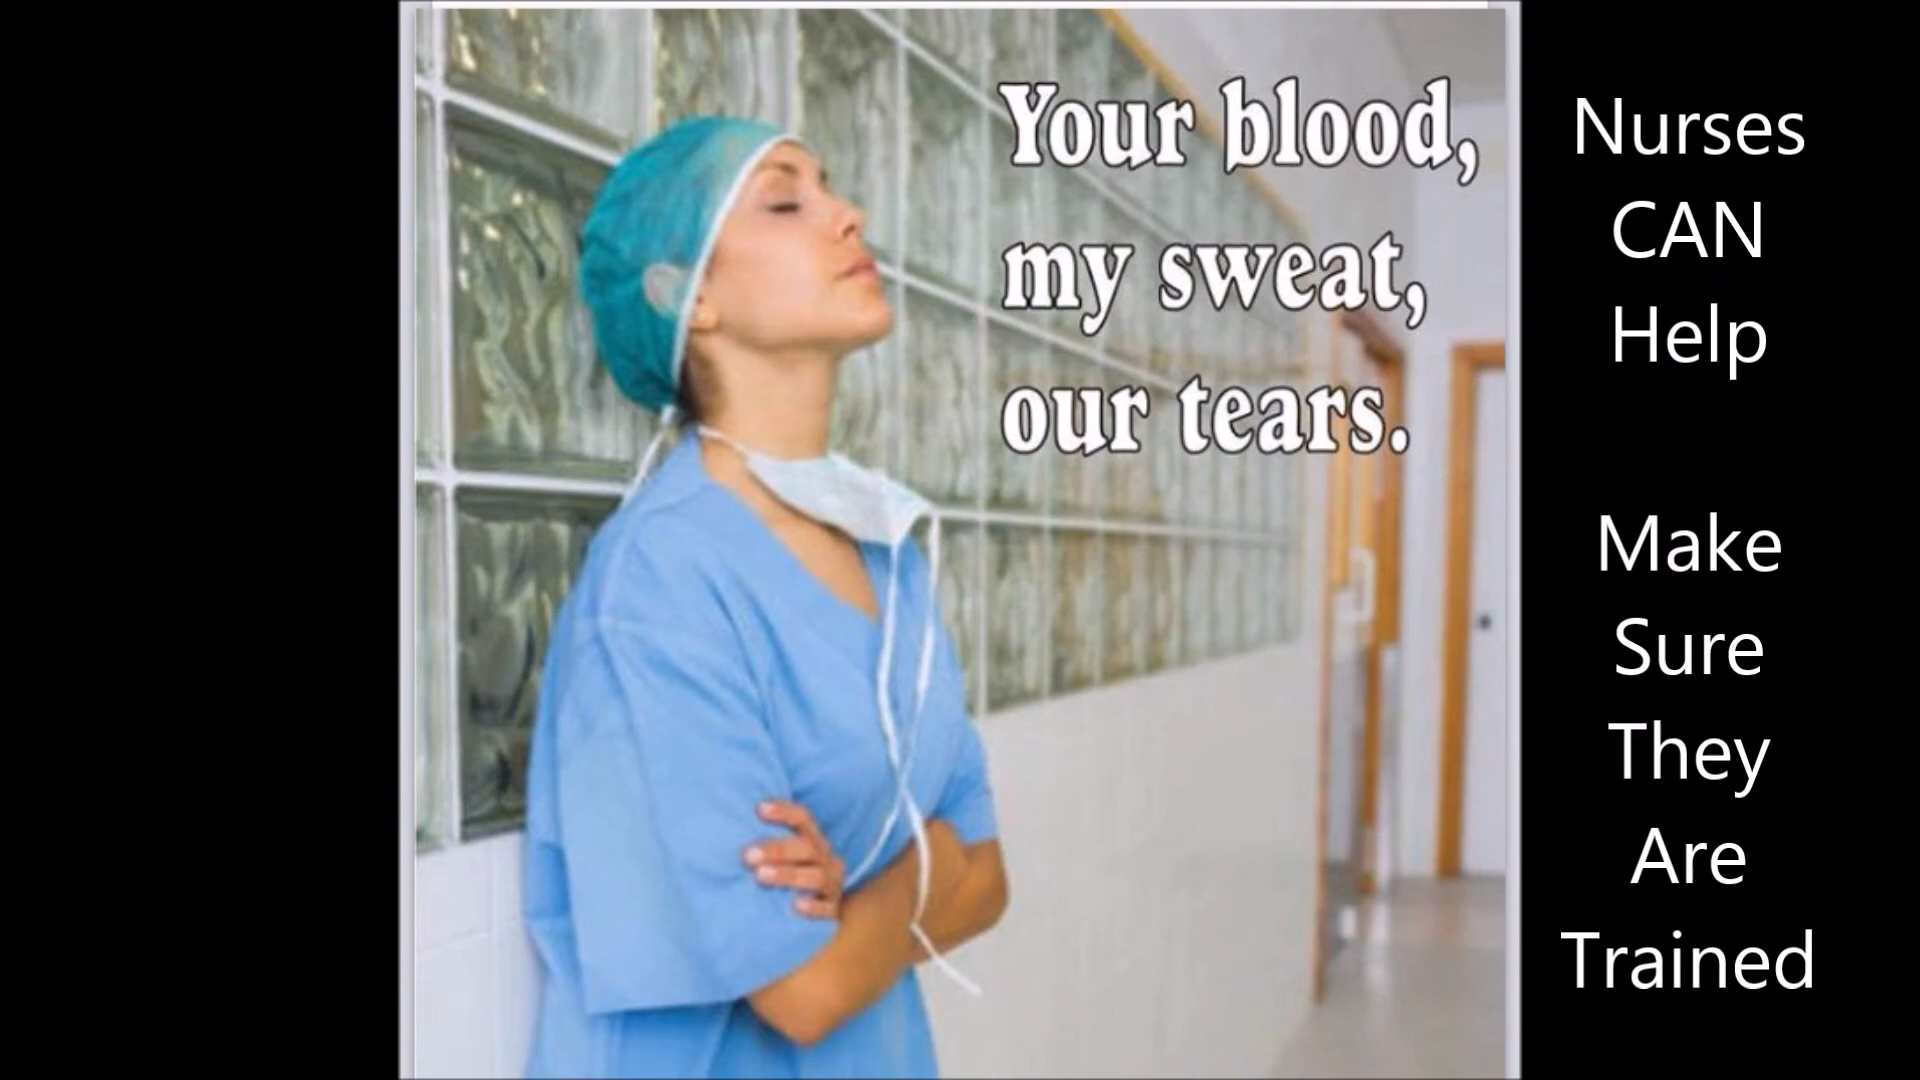 Your blood,
my sweat,
our tears.
Nurses
CAN
Help
Make
Sure
They
Are
Trained